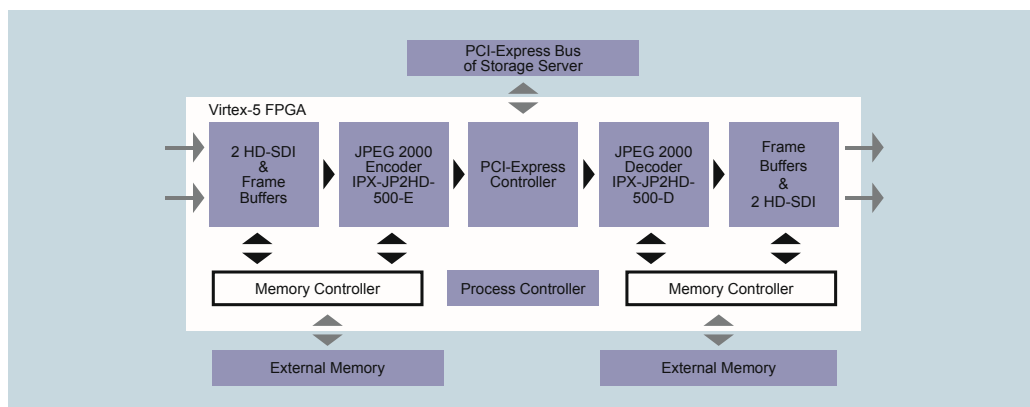 PCI-Express Bus
of Storage Server
Virtex-5 FPGA
2 HD-SDI
&
Frame
Buffers
JPEG 2000
Encoder
IPX-JP2HD-
500-E
PCI-Express
Controller
JPEG 2000
Decoder
IPX-JP2HD-
500-D
Frame
Buffers
&
2 HD-SDI
Memory Controller
Process Controller
Memory Controller
External Memory
External Memory